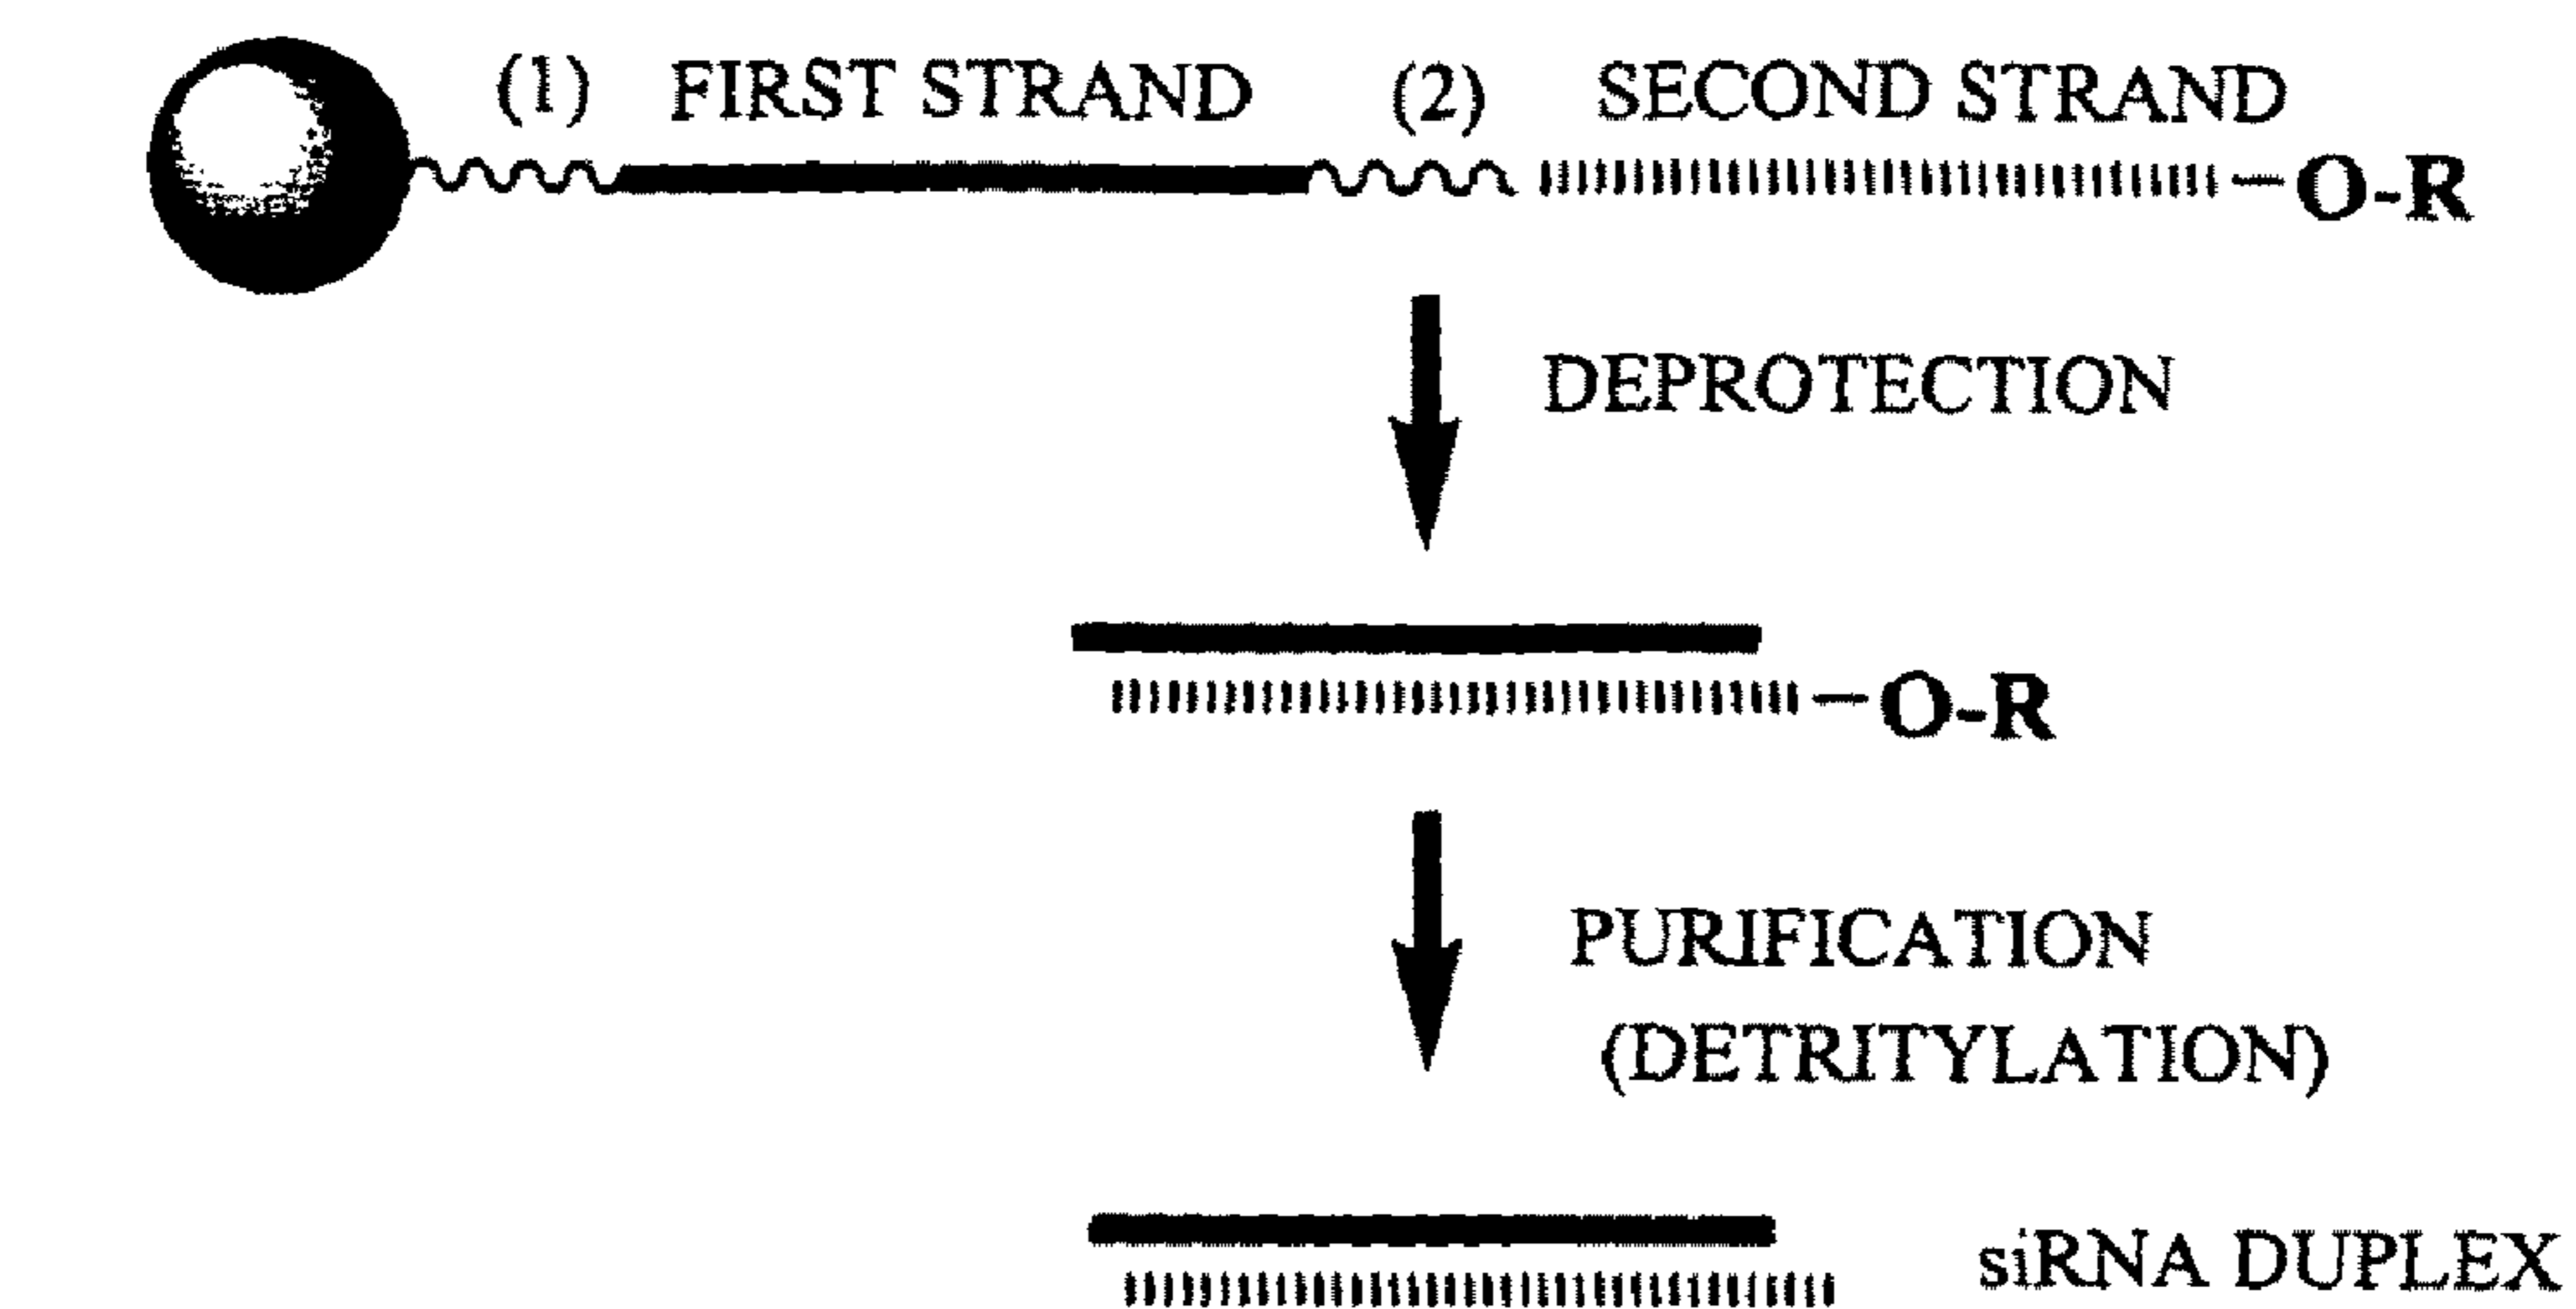 (1) FIRST STRAND (2) SECOND STRAND
O-R
DEPROTECTION
O-R
PURIFICATION
(DETRITYLATION)
siRNA DUPLEX